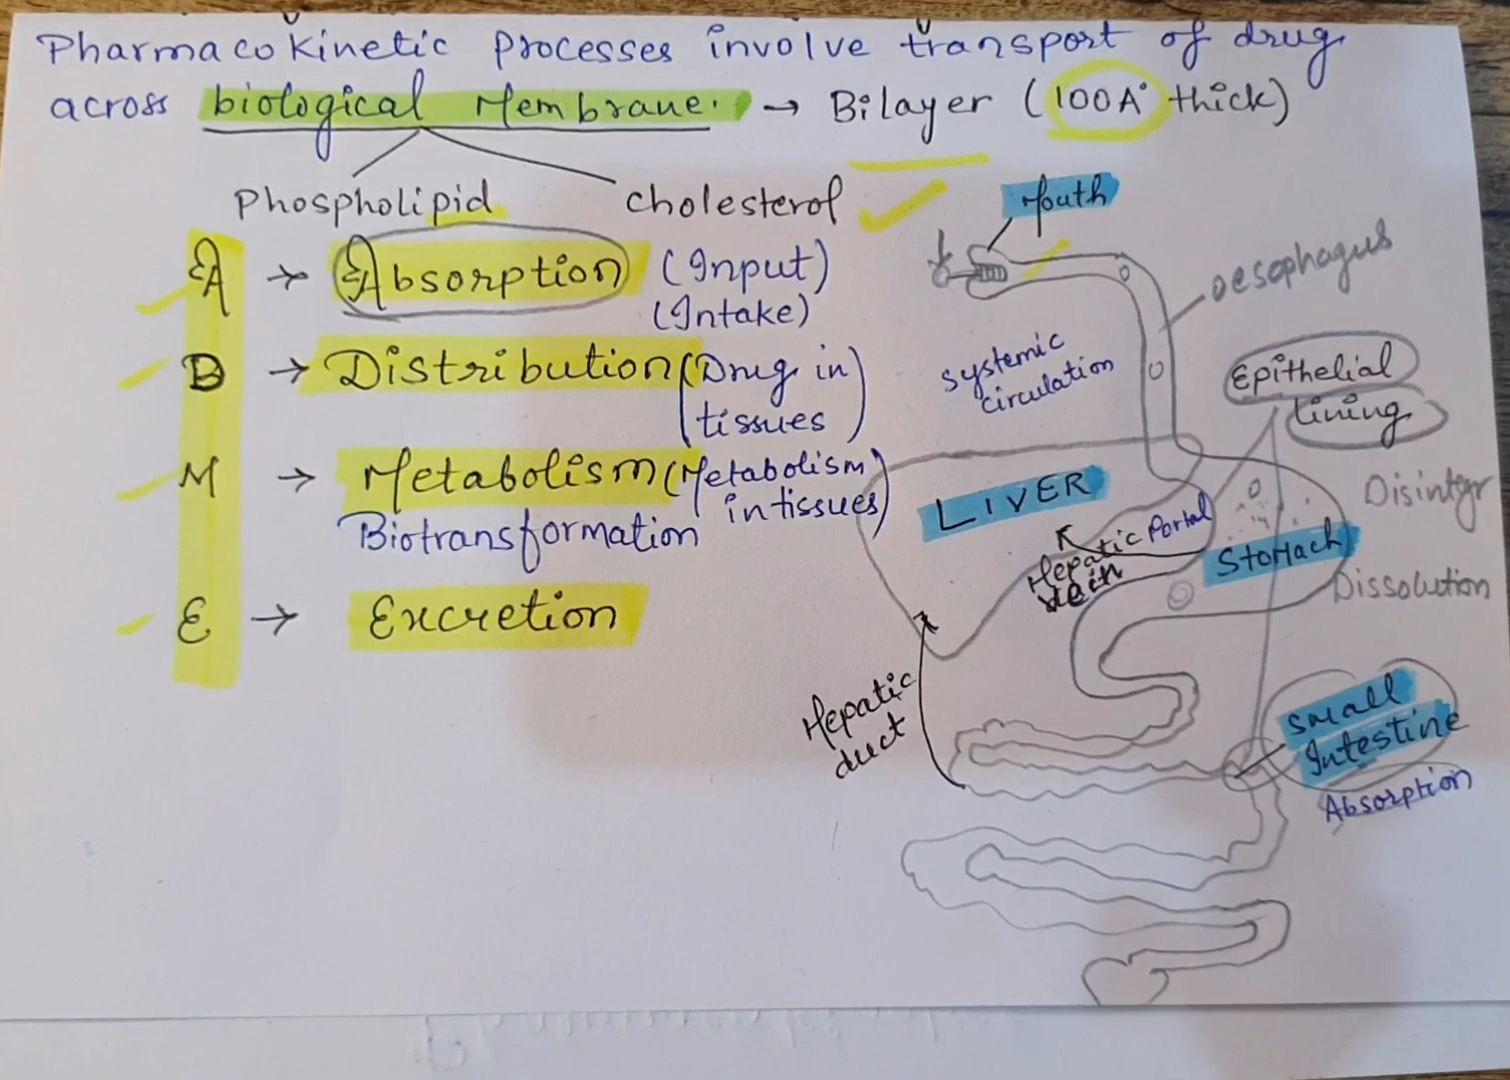 Pharmacokinetic processes involve transport of drug
across biological Membrane. → Bilayer (100A° thick)
Phospholipid cholesterol
A → Absorption (Input)
(Intake)
D → Distribution (Drug in
tissues)
M → Metabolism (Metabolism
in tissues)
Biotransformation
E → Excretion
Mouth
oesophagus
systemic
circulation
Epithelial
lining
LIVER
Disintgr
Hepatic Portal
vein
Stomach
Dissolution
Hepatic
duct
Small
Intestine
Absorption